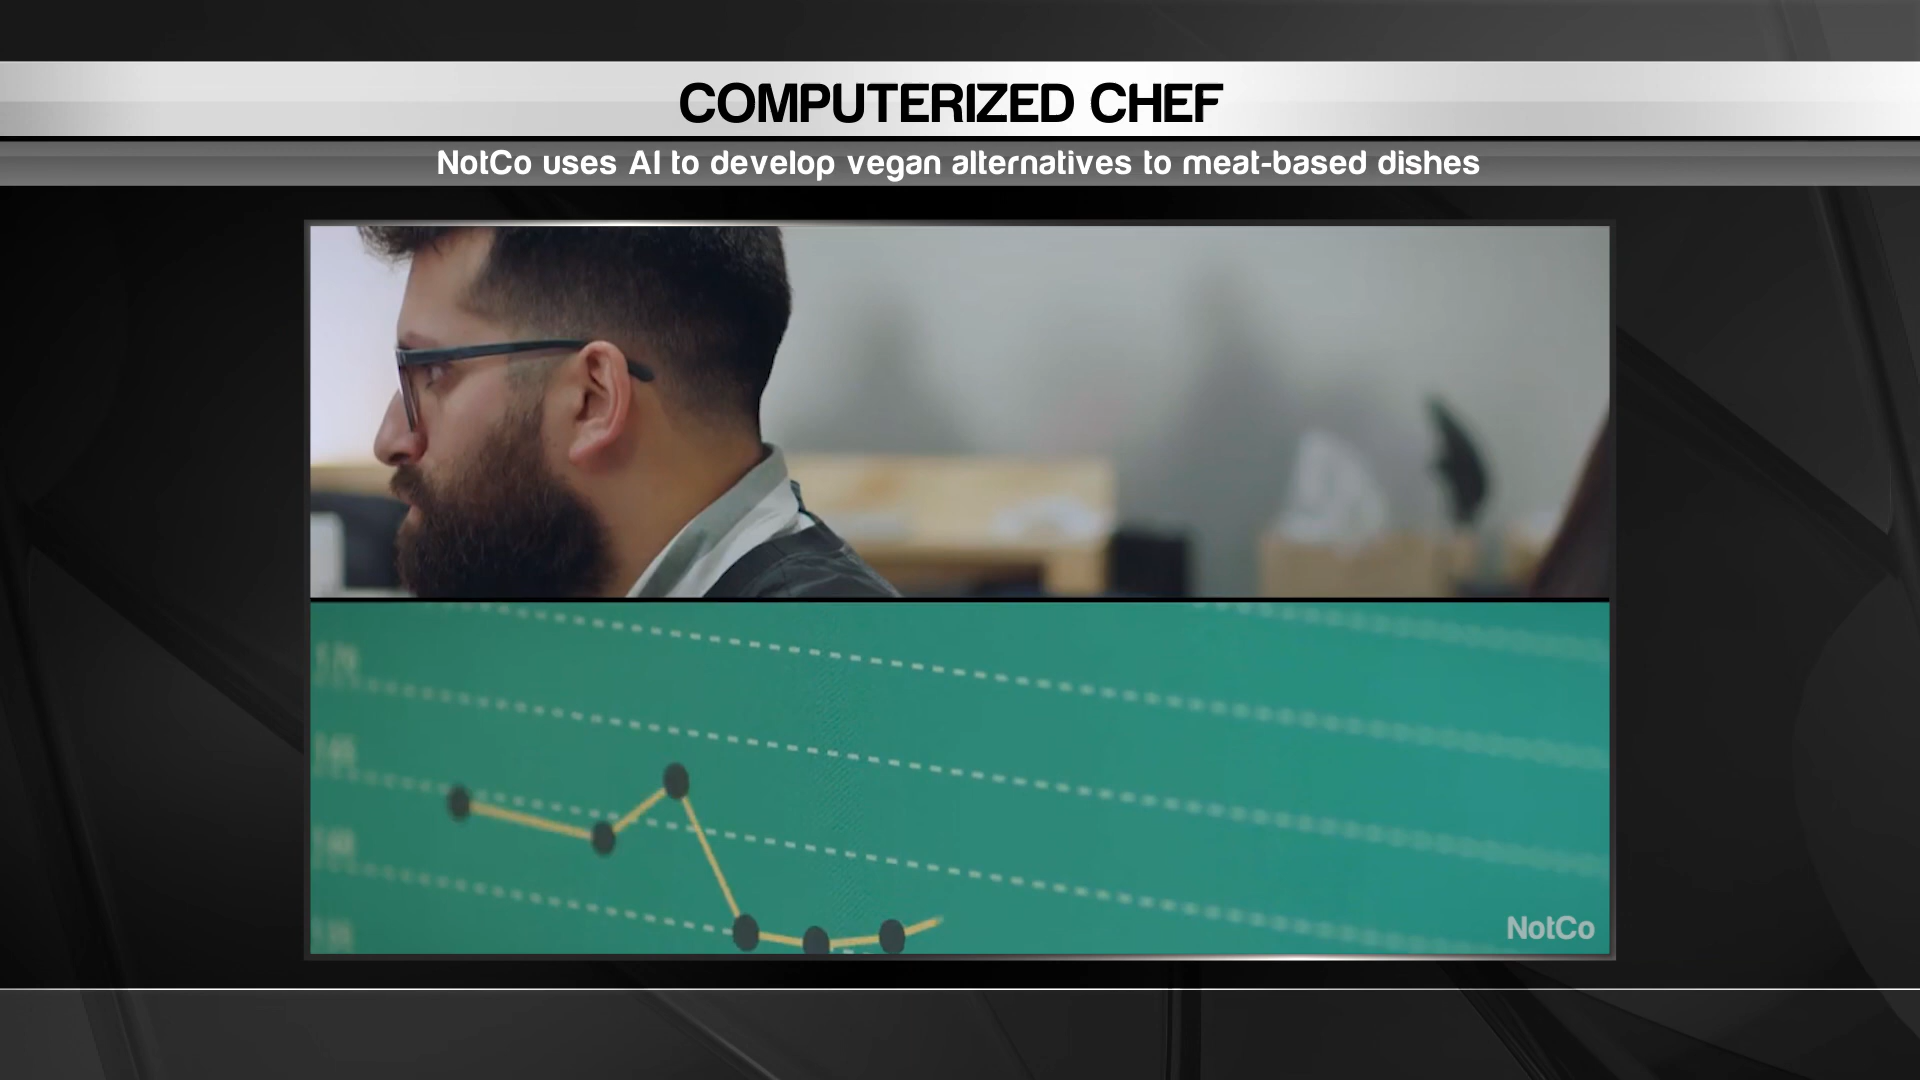 COMPUTERIZED CHEF
NotCo uses AI to develop vegan alternatives to meat-based dishes
NotCo